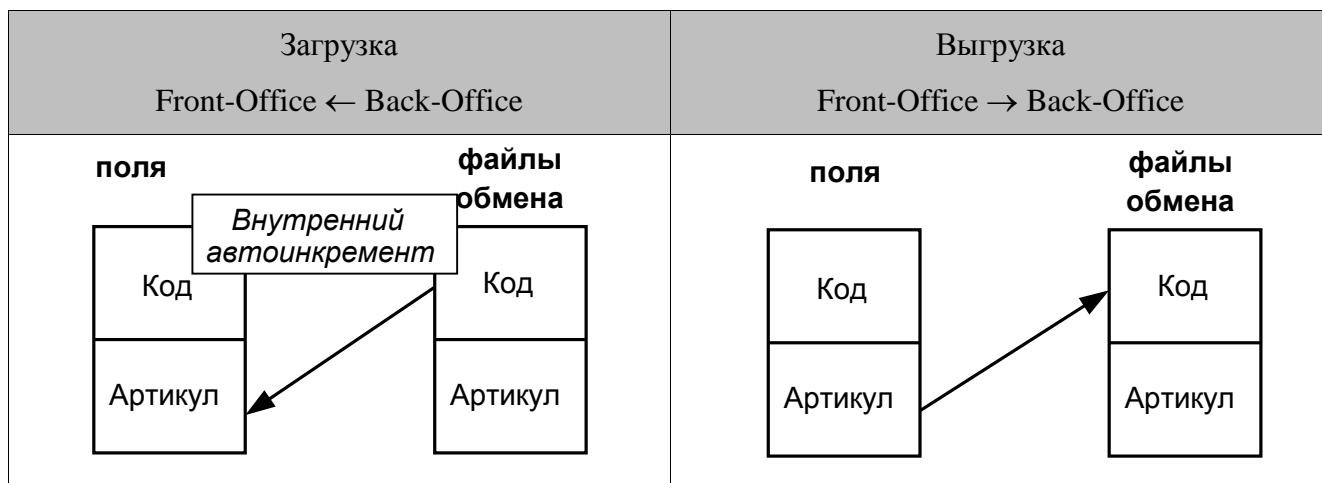 Загрузка
Front-Office ← Back-Office
Выгрузка
Front-Office → Back-Office
поля
файлы
обмена
Внутренний
автоинкремент
Код
Код
Артикул
Артикул
поля
файлы
обмена
Код
Код
Артикул
Артикул